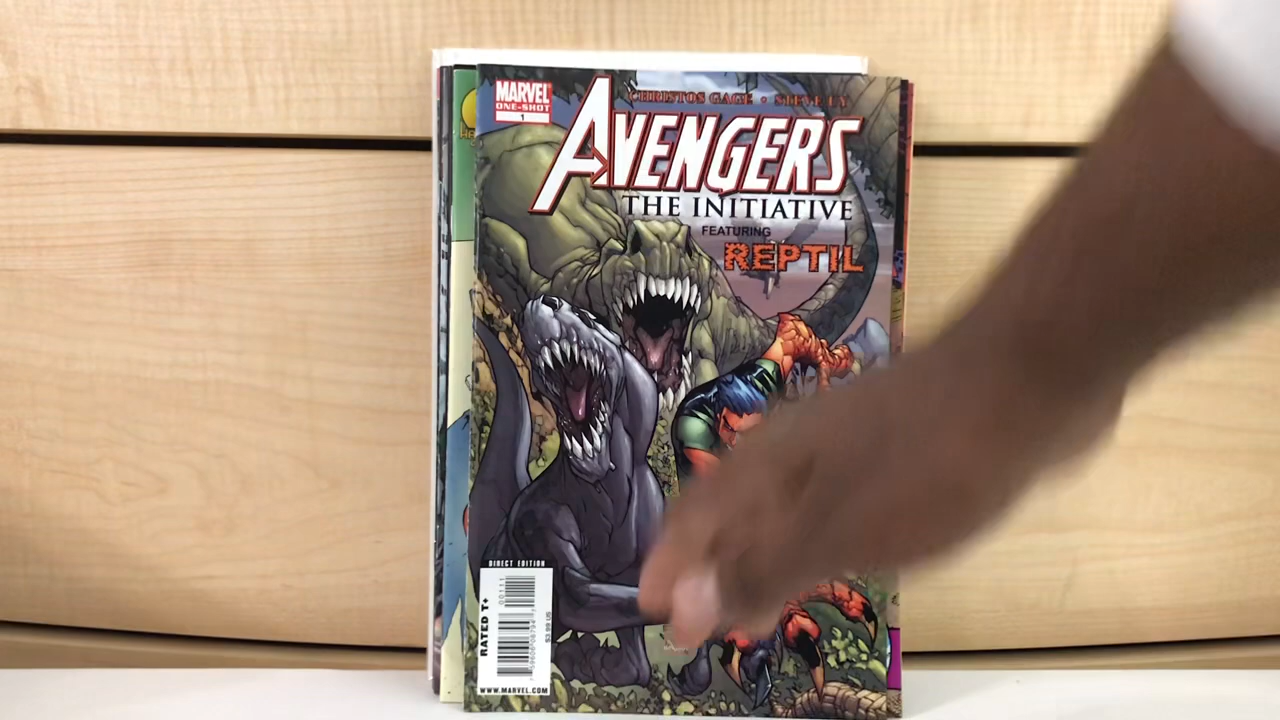 MARVEL
ONE-SHOT
1
CHRISTOS GAGE • STEVE UY
AVENGERS
THE INITIATIVE
FEATURING
REPTIL
DIRECT EDITION
RATED T+
00111
$3.99 US
WWW.MARVEL.COM